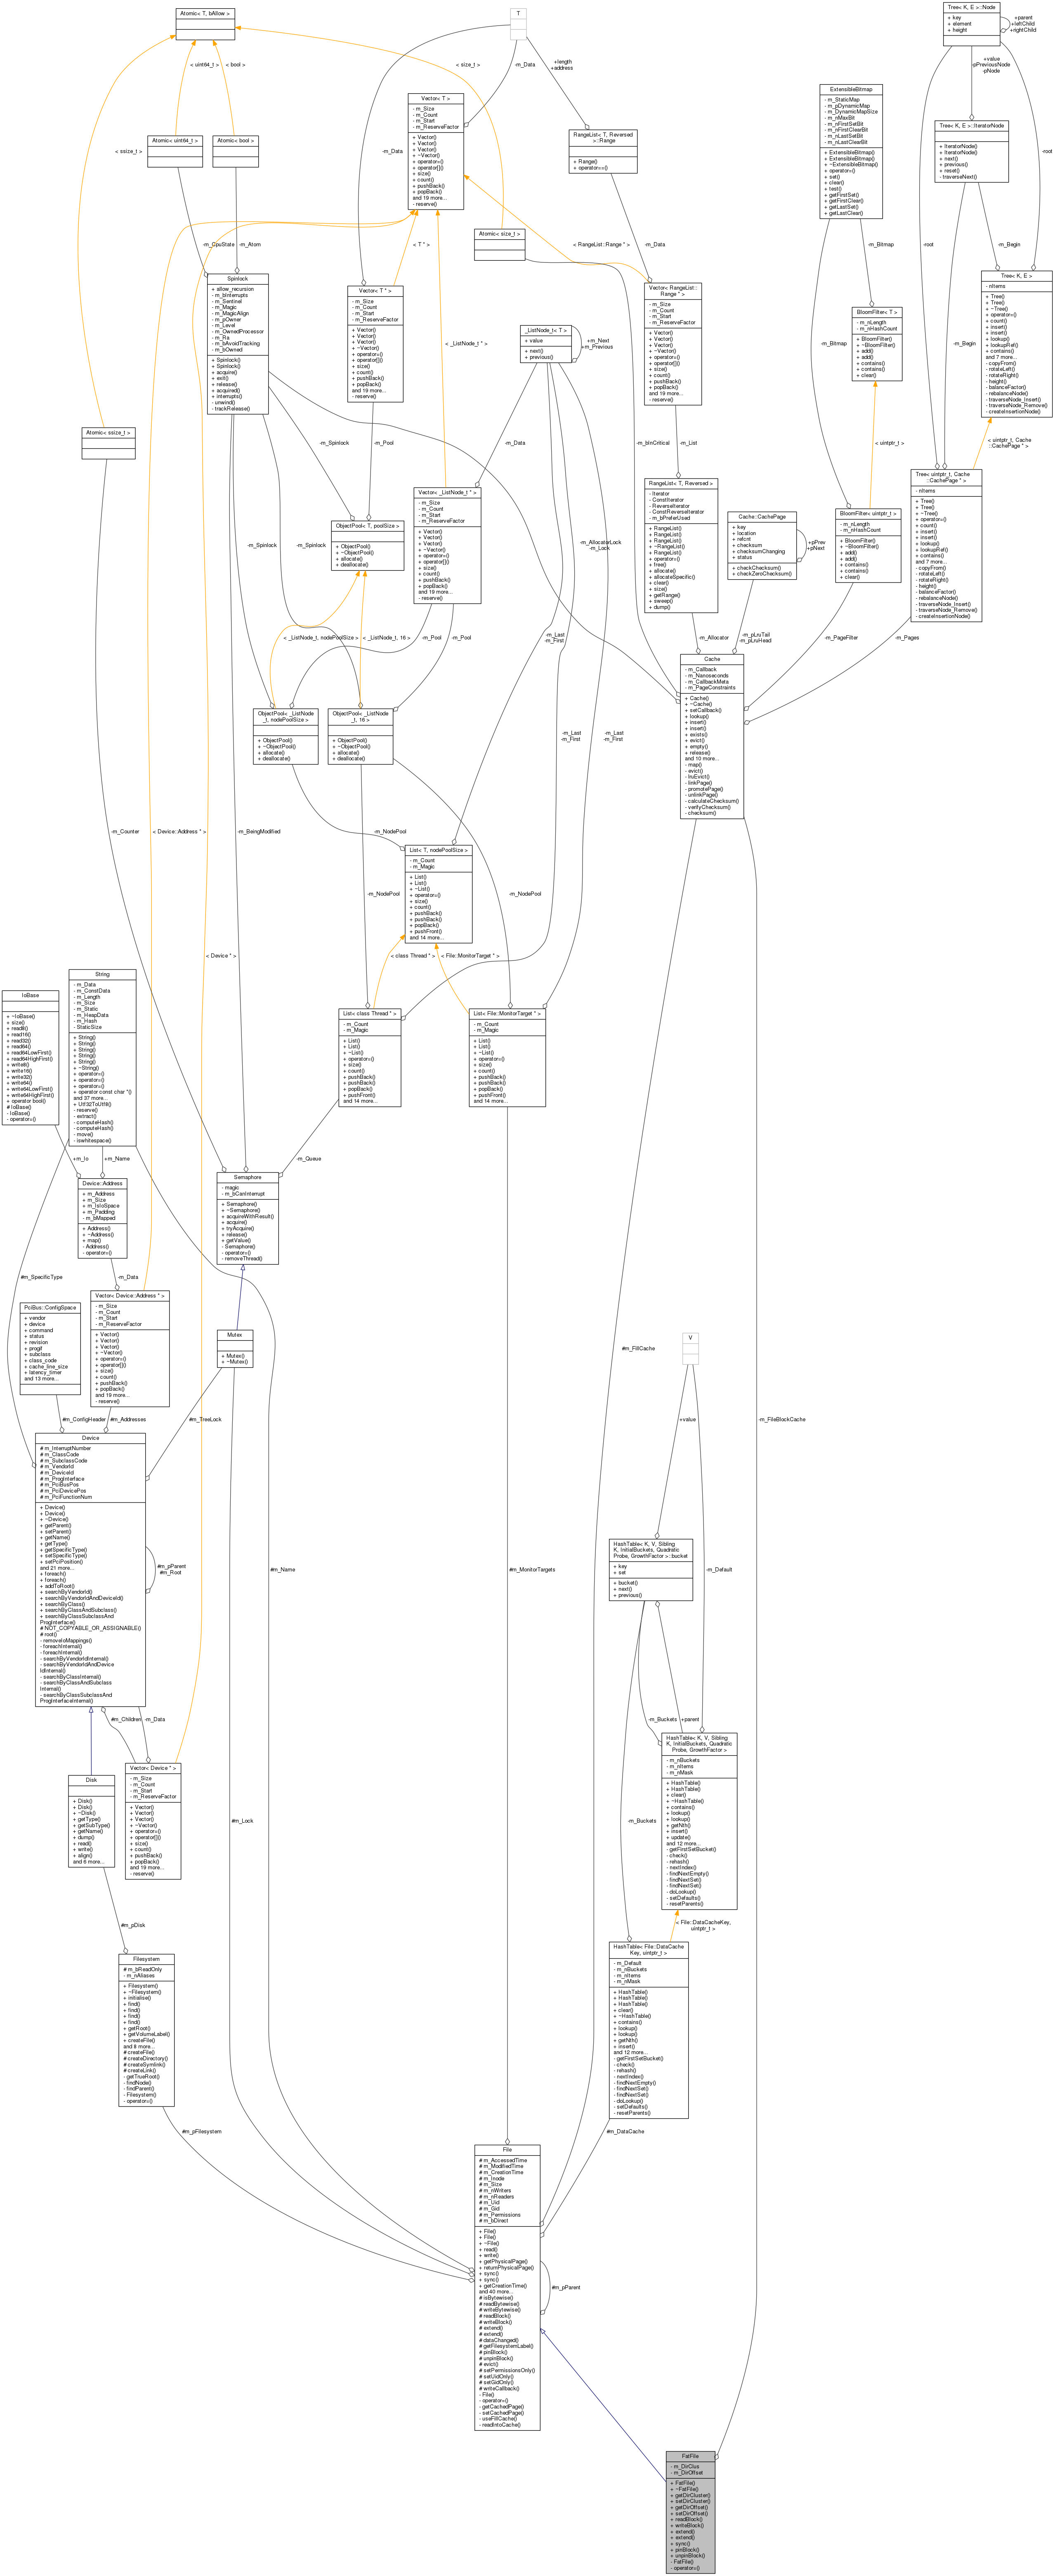 Atomic< T, bAllow >
T
Tree< K, E >::Node
+ key
+ element
+ height
+parent
+leftChild
+rightChild
< uint64_t >
< bool >
< size_t >
+length
+address
+value
-pPreviousNode
-pNode
-m_Data
Vector< T >
- m_Size
- m_Count
- m_Start
- m_ReserveFactor
+ Vector()
+ Vector()
+ Vector()
+ ~Vector()
+ operator=()
+ operator[]()
+ size()
+ count()
+ pushBack()
+ popBack()
and 19 more...
- reserve()
ExtensibleBitmap
- m_StaticMap
- m_pDynamicMap
- m_DynamicMapSize
- m_nMaxBit
- m_nFirstSetBit
- m_nFirstClearBit
- m_nLastSetBit
- m_nLastClearBit
+ ExtensibleBitmap()
+ ExtensibleBitmap()
+ ~ExtensibleBitmap()
+ operator=()
+ set()
+ clear()
+ test()
+ getFirstSet()
+ getFirstClear()
+ getLastSet()
+ getLastClear()
Atomic< uint64_t >
Atomic< bool >
RangeList< T, Reversed
>::Range
+ Range()
+ operator==()
Tree< K, E >::IteratorNode
+ IteratorNode()
+ IteratorNode()
+ next()
+ previous()
+ reset()
- traverseNext()
< ssize_t >
-m_Data
-root
Atomic< size_t >
-m_CpuState
-m_Atom
< T * >
< RangeList::Range * >
-m_Data
-m_Bitmap
-root
-m_Begin
Spinlock
+ allow_recursion
- m_bInterrupts
- m_Sentinel
- m_Magic
- m_MagicAlign
- m_pOwner
- m_Level
- m_OwnedProcessor
- m_Ra
- m_bAvoidTracking
- m_bOwned
+ Spinlock()
+ Spinlock()
+ acquire()
+ exit()
+ release()
+ acquired()
+ interrupts()
- unwind()
- trackRelease()
Vector< T * >
- m_Size
- m_Count
- m_Start
- m_ReserveFactor
+ Vector()
+ Vector()
+ Vector()
+ ~Vector()
+ operator=()
+ operator[]()
+ size()
+ count()
+ pushBack()
+ popBack()
and 19 more...
- reserve()
< _ListNode_t * >
_ListNode_t< T >
+ value
+ next()
+ previous()
+m_Next
+m_Previous
Vector< RangeList::
Range * >
- m_Size
- m_Count
- m_Start
- m_ReserveFactor
+ Vector()
+ Vector()
+ Vector()
+ ~Vector()
+ operator=()
+ operator[]()
+ size()
+ count()
+ pushBack()
+ popBack()
and 19 more...
- reserve()
-m_Bitmap
BloomFilter< T >
- m_nLength
- m_nHashCount
+ BloomFilter()
+ ~BloomFilter()
+ add()
+ add()
+ contains()
+ contains()
+ clear()
-m_Begin
Tree< K, E >
- nItems
+ Tree()
+ Tree()
+ ~Tree()
+ operator=()
+ count()
+ insert()
+ insert()
+ lookup()
+ lookupRef()
+ contains()
and 7 more...
- copyFrom()
- rotateLeft()
- rotateRight()
- height()
- balanceFactor()
- rebalanceNode()
- traverseNode_Insert()
- traverseNode_Remove()
- createInsertionNode()
Atomic< ssize_t >
-m_Spinlock
-m_Pool
-m_Data
-m_bInCritical
-m_List
< uintptr_t >
< uintptr_t, Cache
::CachePage * >
Vector< _ListNode_t * >
- m_Size
- m_Count
- m_Start
- m_ReserveFactor
+ Vector()
+ Vector()
+ Vector()
+ ~Vector()
+ operator=()
+ operator[]()
+ size()
+ count()
+ pushBack()
+ popBack()
and 19 more...
- reserve()
RangeList< T, Reversed >
- Iterator
- ConstIterator
- ReverseIterator
- ConstReverseIterator
- m_bPreferUsed
+ RangeList()
+ RangeList()
+ RangeList()
+ ~RangeList()
+ RangeList()
+ operator=()
+ free()
+ allocate()
+ allocateSpecific()
+ clear()
+ size()
+ getRange()
+ sweep()
+ dump()
Tree< uintptr_t, Cache
::CachePage * >
- nItems
+ Tree()
+ Tree()
+ ~Tree()
+ operator=()
+ count()
+ insert()
+ insert()
+ lookup()
+ lookupRef()
+ contains()
and 7 more...
- copyFrom()
- rotateLeft()
- rotateRight()
- height()
- balanceFactor()
- rebalanceNode()
- traverseNode_Insert()
- traverseNode_Remove()
- createInsertionNode()
ObjectPool< T, poolSize >
+ ObjectPool()
+ ~ObjectPool()
+ allocate()
+ deallocate()
Cache::CachePage
+ key
+ location
+ refcnt
+ checksum
+ checksumChanging
+ status
+ checkChecksum()
+ checkZeroChecksum()
+pPrev
+pNext
BloomFilter< uintptr_t >
- m_nLength
- m_nHashCount
+ BloomFilter()
+ ~BloomFilter()
+ add()
+ add()
+ contains()
+ contains()
+ clear()
-m_Spinlock
-m_Spinlock
-m_AllocatorLock
-m_Lock
< _ListNode_t, nodePoolSize >
< _ListNode_t, 16 >
-m_Pool
-m_Pool
-m_Last
-m_First
-m_Allocator
-m_pLruTail
-m_pLruHead
-m_PageFilter
-m_Pages
Cache
- m_Callback
- m_Nanoseconds
- m_CallbackMeta
- m_PageConstraints
+ Cache()
+ ~Cache()
+ setCallback()
+ lookup()
+ insert()
+ insert()
+ exists()
+ evict()
+ empty()
+ release()
and 10 more...
- map()
- evict()
- lruEvict()
- linkPage()
- promotePage()
- unlinkPage()
- calculateChecksum()
- verifyChecksum()
- checksum()
ObjectPool< _ListNode
_t, nodePoolSize >
+ ObjectPool()
+ ~ObjectPool()
+ allocate()
+ deallocate()
ObjectPool< _ListNode
_t, 16 >
+ ObjectPool()
+ ~ObjectPool()
+ allocate()
+ deallocate()
-m_Last
-m_First
-m_Last
-m_First
-m_Counter
< Device::Address * >
-m_BeingModified
-m_NodePool
List< T, nodePoolSize >
- m_Count
- m_Magic
+ List()
+ List()
+ ~List()
+ operator=()
+ size()
+ count()
+ pushBack()
+ pushBack()
+ popBack()
+ pushFront()
and 14 more...
-m_NodePool
-m_NodePool
< Device * >
< class Thread * >
< File::MonitorTarget * >
String
- m_Data
- m_ConstData
- m_Length
- m_Size
- m_Static
- m_HeapData
- m_Hash
- StaticSize
+ String()
+ String()
+ String()
+ String()
+ String()
+ ~String()
+ operator=()
+ operator=()
+ operator=()
+ operator const char *()
and 37 more...
+ Utf32ToUtf8()
- reserve()
- extract()
- computeHash()
- computeHash()
- move()
- iswhitespace()
IoBase
+ ~IoBase()
+ size()
+ read8()
+ read16()
+ read32()
+ read64()
+ read64LowFirst()
+ read64HighFirst()
+ write8()
+ write16()
+ write32()
+ write64()
+ write64LowFirst()
+ write64HighFirst()
+ operator bool()
# IoBase()
- IoBase()
- operator=()
List< class Thread * >
- m_Count
- m_Magic
+ List()
+ List()
+ ~List()
+ operator=()
+ size()
+ count()
+ pushBack()
+ pushBack()
+ popBack()
+ pushFront()
and 14 more...
List< File::MonitorTarget * >
- m_Count
- m_Magic
+ List()
+ List()
+ ~List()
+ operator=()
+ size()
+ count()
+ pushBack()
+ pushBack()
+ popBack()
+ pushFront()
and 14 more...
+m_Io
+m_Name
-m_Queue
Device::Address
+ m_Address
+ m_Size
+ m_IsIoSpace
+ m_Padding
- m_bMapped
+ Address()
+ ~Address()
+ map()
- Address()
- operator=()
Semaphore
- magic
- m_bCanInterrupt
+ Semaphore()
+ ~Semaphore()
+ acquireWithResult()
+ acquire()
+ tryAcquire()
+ release()
+ getValue()
- Semaphore()
- operator=()
- removeThread()
#m_SpecificType
-m_Data
Vector< Device::Address * >
- m_Size
- m_Count
- m_Start
- m_ReserveFactor
+ Vector()
+ Vector()
+ Vector()
+ ~Vector()
+ operator=()
+ operator[]()
+ size()
+ count()
+ pushBack()
+ popBack()
and 19 more...
- reserve()
PciBus::ConfigSpace
+ vendor
+ device
+ command
+ status
+ revision
+ progif
+ subclass
+ class_code
+ cache_line_size
+ latency_timer
and 13 more...
Mutex
+ Mutex()
+ ~Mutex()
V
#m_FillCache
#m_ConfigHeader
#m_Addresses
#m_TreeLock
+value
-m_FileBlockCache
Device
# m_InterruptNumber
# m_ClassCode
# m_SubclassCode
# m_VendorId
# m_DeviceId
# m_ProgInterface
# m_PciBusPos
# m_PciDevicePos
# m_PciFunctionNum
+ Device()
+ Device()
+ ~Device()
+ getParent()
+ setParent()
+ getName()
+ getType()
+ getSpecificType()
+ setSpecificType()
+ setPciPosition()
and 21 more...
+ foreach()
+ foreach()
+ addToRoot()
+ searchByVendorId()
+ searchByVendorIdAndDeviceId()
+ searchByClass()
+ searchByClassAndSubclass()
+ searchByClassSubclassAnd
ProgInterface()
# NOT_COPYABLE_OR_ASSIGNABLE()
# root()
- removeIoMappings()
- foreachInternal()
- foreachInternal()
- searchByVendorIdInternal()
- searchByVendorIdAndDevice
IdInternal()
- searchByClassInternal()
- searchByClassAndSubclass
Internal()
- searchByClassSubclassAnd
ProgInterfaceInternal()
#m_pParent
#m_Root
#m_Name
#m_MonitorTargets
HashTable< K, V, Sibling
K, InitialBuckets, Quadratic
Probe, GrowthFactor >::bucket
+ key
+ set
+ bucket()
+ next()
+ previous()
-m_Default
#m_Children
-m_Data
-m_Buckets
+parent
HashTable< K, V, Sibling
K, InitialBuckets, Quadratic
Probe, GrowthFactor >
- m_nBuckets
- m_nItems
- m_nMask
+ HashTable()
+ HashTable()
+ clear()
+ ~HashTable()
+ contains()
+ lookup()
+ lookup()
+ getNth()
+ insert()
+ update()
and 12 more...
- getFirstSetBucket()
- check()
- rehash()
- nextIndex()
- findNextEmpty()
- findNextSet()
- findNextSet()
- doLookup()
- setDefaults()
- resetParents()
Disk
+ Disk()
+ Disk()
+ ~Disk()
+ getType()
+ getSubType()
+ getName()
+ dump()
+ read()
+ write()
+ align()
and 6 more...
Vector< Device * >
- m_Size
- m_Count
- m_Start
- m_ReserveFactor
+ Vector()
+ Vector()
+ Vector()
+ ~Vector()
+ operator=()
+ operator[]()
+ size()
+ count()
+ pushBack()
+ popBack()
and 19 more...
- reserve()
#m_Lock
-m_Buckets
#m_pDisk
< File::DataCacheKey,
uintptr_t >
Filesystem
# m_bReadOnly
- m_nAliases
+ Filesystem()
+ ~Filesystem()
+ initialise()
+ find()
+ find()
+ find()
+ find()
+ getRoot()
+ getVolumeLabel()
+ createFile()
and 8 more...
# createFile()
# createDirectory()
# createSymlink()
# createLink()
- getTrueRoot()
- findNode()
- findParent()
- Filesystem()
- operator=()
HashTable< File::DataCache
Key, uintptr_t >
- m_Default
- m_nBuckets
- m_nItems
- m_nMask
+ HashTable()
+ HashTable()
+ HashTable()
+ clear()
+ ~HashTable()
+ contains()
+ lookup()
+ lookup()
+ getNth()
+ insert()
and 12 more...
- getFirstSetBucket()
- check()
- rehash()
- nextIndex()
- findNextEmpty()
- findNextSet()
- findNextSet()
- doLookup()
- setDefaults()
- resetParents()
#m_pFilesystem
#m_DataCache
File
# m_AccessedTime
# m_ModifiedTime
# m_CreationTime
# m_Inode
# m_Size
# m_nWriters
# m_nReaders
# m_Uid
# m_Gid
# m_Permissions
# m_bDirect
+ File()
+ File()
+ ~File()
+ read()
+ write()
+ getPhysicalPage()
+ returnPhysicalPage()
+ sync()
+ sync()
+ getCreationTime()
and 40 more...
# isBytewise()
# readBytewise()
# writeBytewise()
# readBlock()
# writeBlock()
# extend()
# extend()
# dataChanged()
# getFilesystemLabel()
# pinBlock()
# unpinBlock()
# evict()
# setPermissionsOnly()
# setUidOnly()
# setGidOnly()
# writeCallback()
- File()
- operator=()
- getCachedPage()
- setCachedPage()
- useFillCache()
- readIntoCache()
#m_pParent
FatFile
- m_DirClus
- m_DirOffset
+ FatFile()
+ ~FatFile()
+ getDirCluster()
+ setDirCluster()
+ getDirOffset()
+ setDirOffset()
+ readBlock()
+ writeBlock()
+ extend()
+ extend()
+ sync()
+ pinBlock()
+ unpinBlock()
- FatFile()
- operator=()